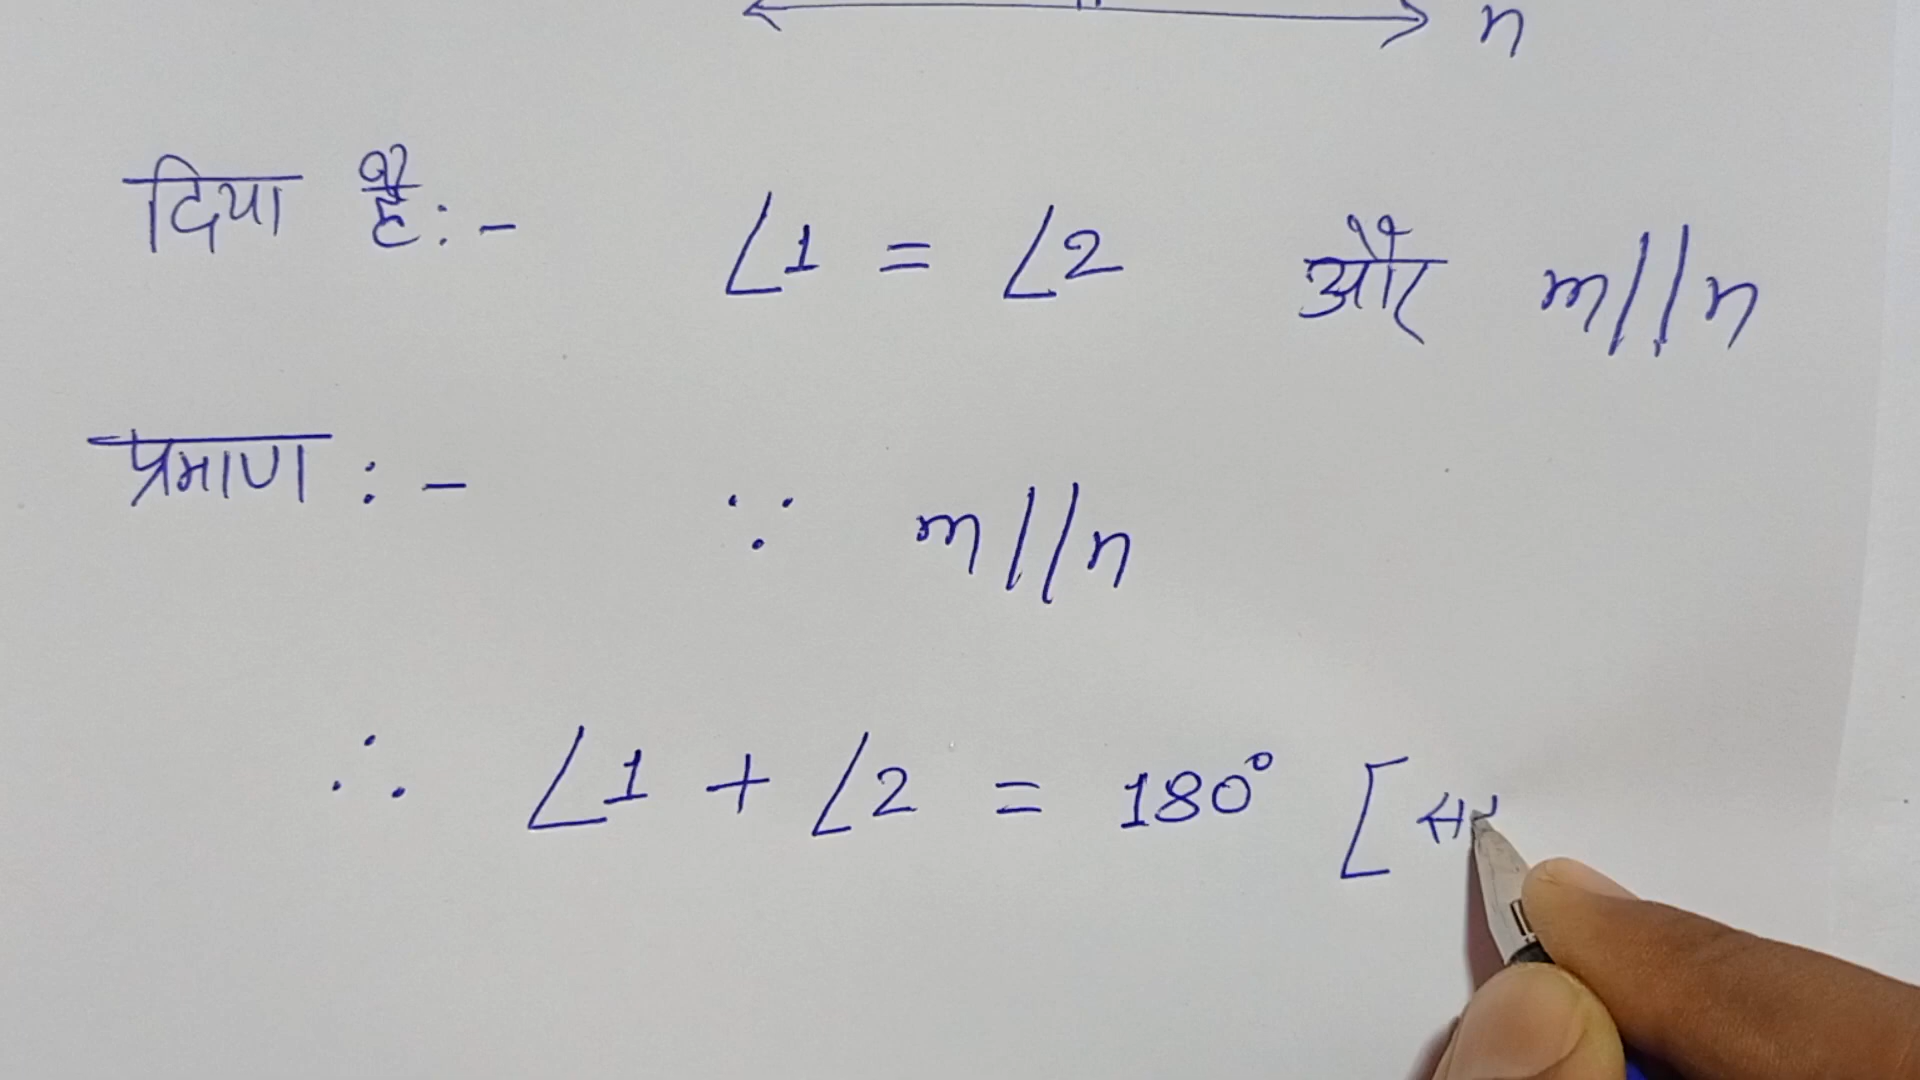 n
दिया है:- ∠1 = ∠2 और m//n
प्रमाण:- ∵ m//n
∴ ∠1 + ∠2 = 180° [